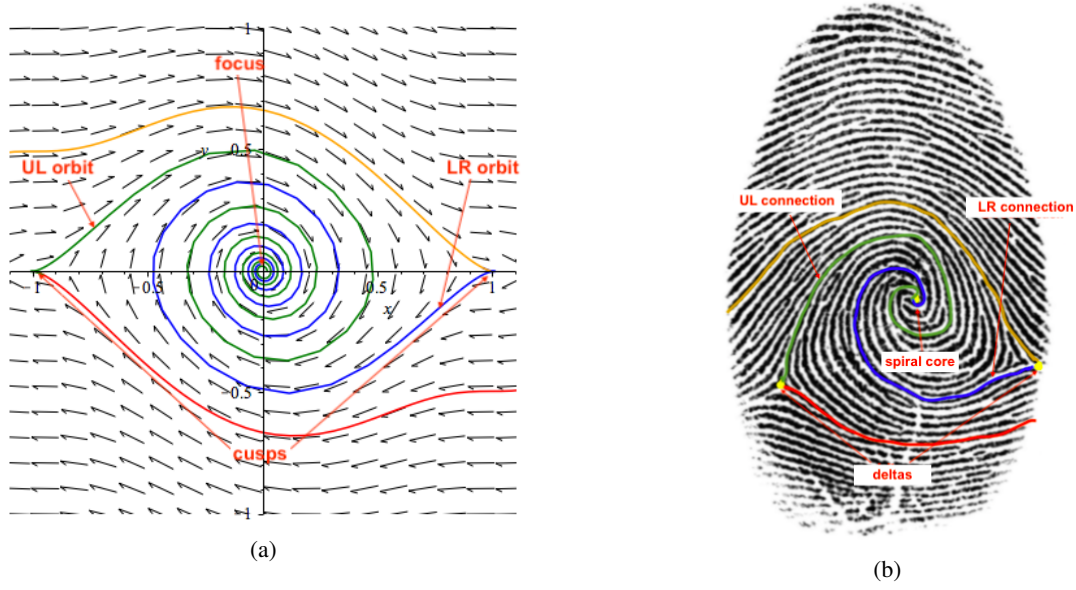 1
focus
y
0.5
UL orbit
LR orbit
-1
-0.5
0
0.5
1
x
-0.5
cusps
-1
(a)
UL connection
LR connection
spiral core
deltas
(b)